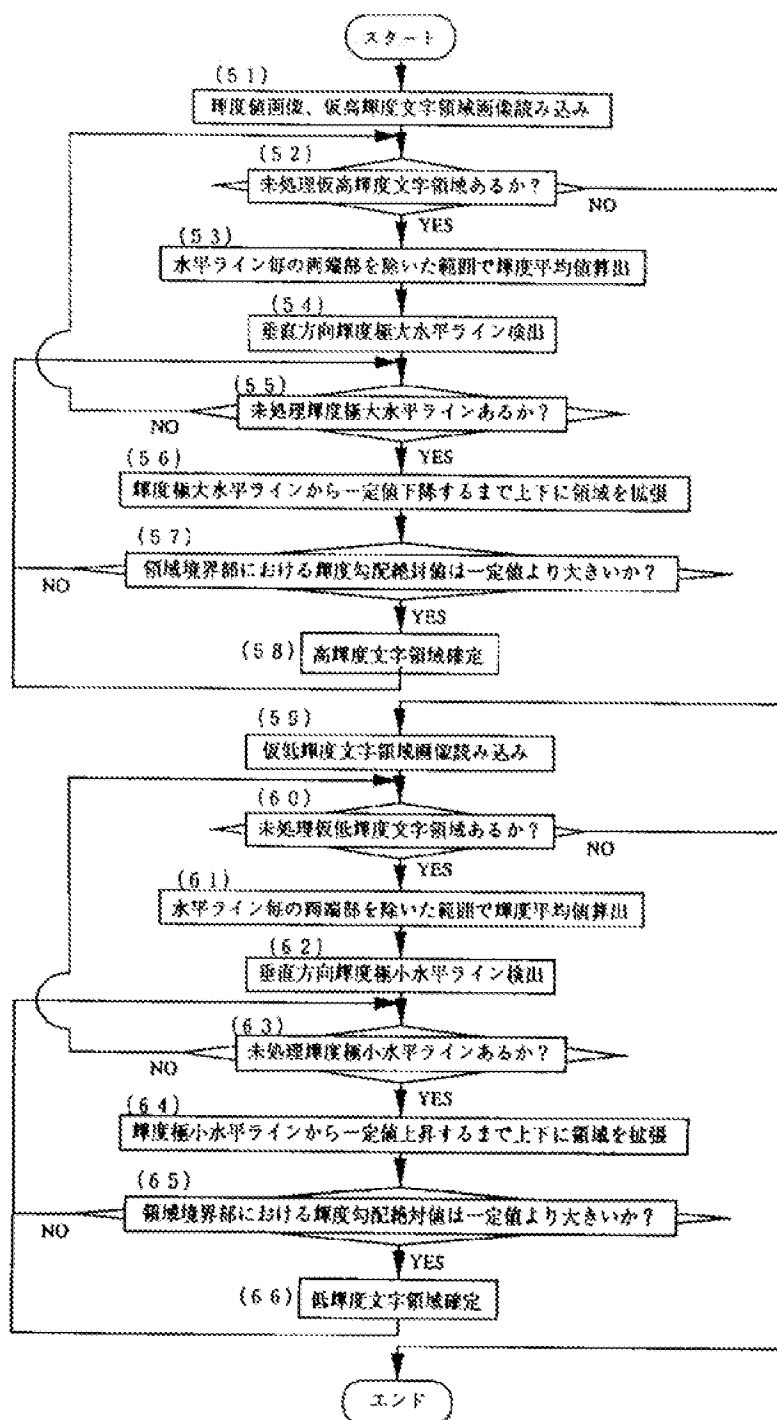 スタート
(51)
輝度値画像、仮高輝度文字領域画像読み込み
(52)
未処理仮高輝度文字領域あるか？
NO
YES
(53)
水平ライン毎の両端部を除いた範囲で輝度平均値算出
(54)
垂直方向輝度極大水平ライン検出
(55)
未処理輝度極大水平ラインあるか？
NO
YES
(56)
輝度極大水平ラインから一定値下降するまで上下に領域を拡張
(57)
領域境界部における輝度勾配絶対値は一定値より大きいか？
NO
YES
(58) 高輝度文字領域確定
(59)
仮低輝度文字領域画像読み込み
(60)
未処理仮低輝度文字領域あるか？
NO
YES
(61)
水平ライン毎の両端部を除いた範囲で輝度平均値算出
(62)
垂直方向輝度極小水平ライン検出
(63)
未処理輝度極小水平ラインあるか？
NO
YES
(64)
輝度極小水平ラインから一定値上昇するまで上下に領域を拡張
(65)
領域境界部における輝度勾配絶対値は一定値より大きいか？
NO
YES
(66) 低輝度文字領域確定
エンド